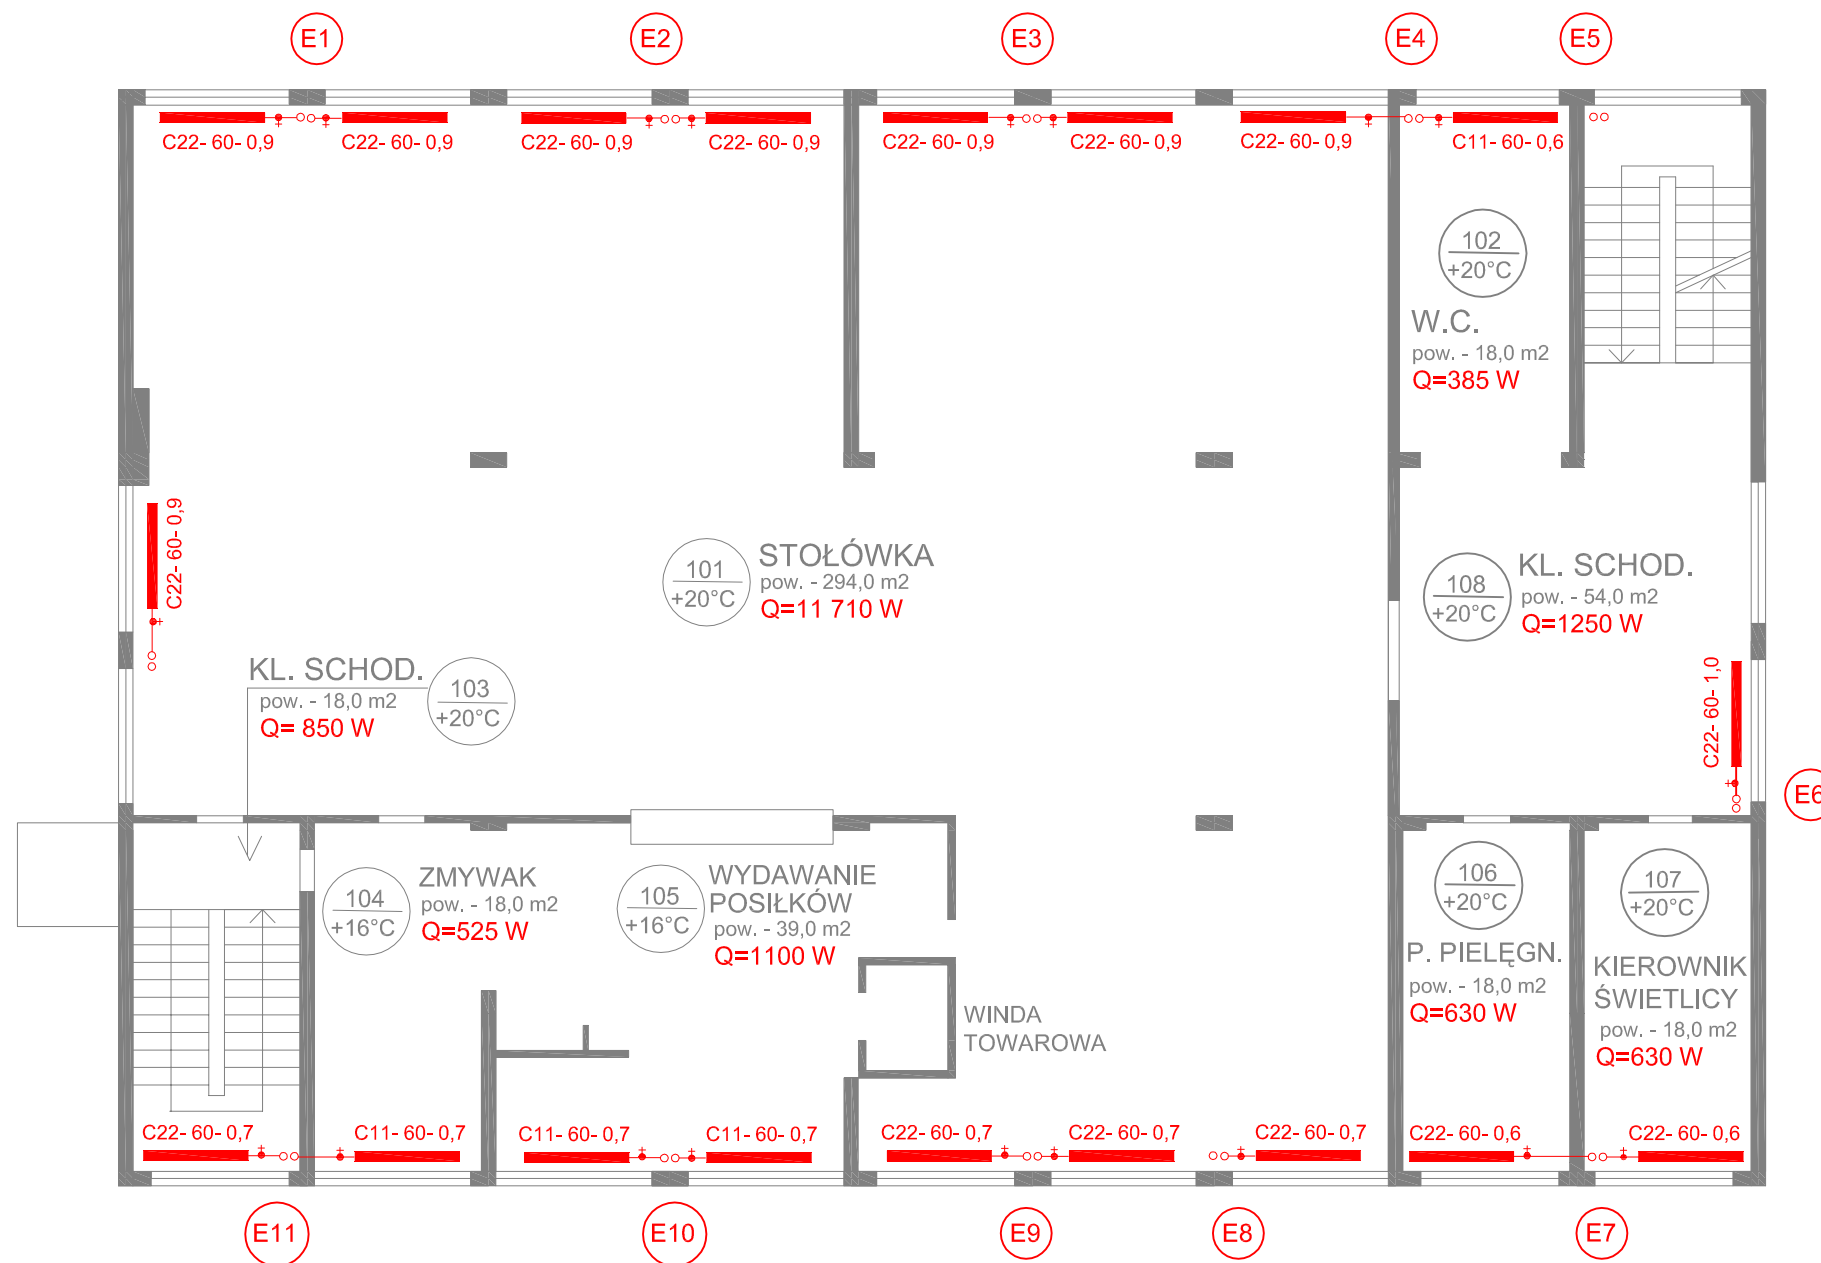 E1 E2 E3 E4 E5
C22- 60- 0,9 C22- 60- 0,9 C22- 60- 0,9 C22- 60- 0,9 C22- 60- 0,9 C22- 60- 0,9 C22- 60- 0,9 C11- 60- 0,6
102
+20°C
W.C.
pow. - 18,0 m2
Q=385 W
C22- 60- 0,9
101
+20°C
STOŁÓWKA
pow. - 294,0 m2
Q=11 710 W
108
+20°C
KL. SCHOD.
pow. - 54,0 m2
Q=1250 W
KL. SCHOD.
pow. - 18,0 m2
Q= 850 W
103
+20°C
C22- 60- 1,0
E6
104
+16°C
ZMYWAK
pow. - 18,0 m2
Q=525 W
105
+16°C
WYDAWANIE
POSIŁKÓW
pow. - 39,0 m2
Q=1100 W
106
+20°C
P. PIELĘGN.
pow. - 18,0 m2
Q=630 W
107
+20°C
KIEROWNIK
ŚWIETLICY
pow. - 18,0 m2
Q=630 W
WINDA
TOWAROWA
C22- 60- 0,7 C11- 60- 0,7 C11- 60- 0,7 C11- 60- 0,7 C22- 60- 0,7 C22- 60- 0,7 C22- 60- 0,7 C22- 60- 0,6 C22- 60- 0,6
E11 E10 E9 E8 E7